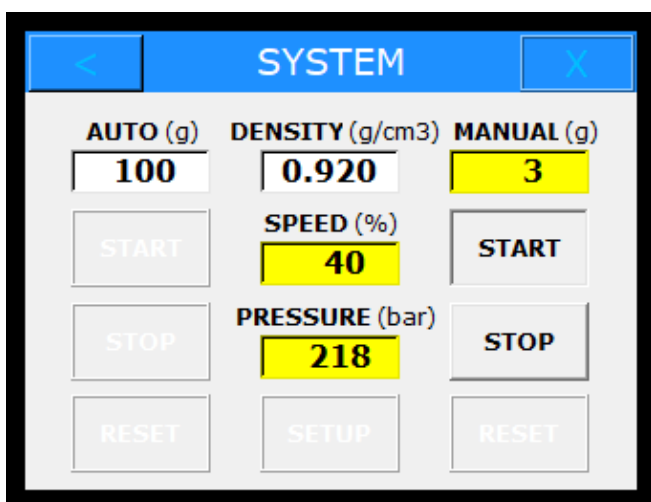 < SYSTEM X
AUTO (g) DENSITY (g/cm3) MANUAL (g)
100 0.920 3
START SPEED (%) START
40
STOP PRESSURE (bar) STOP
218
RESET SETUP RESET